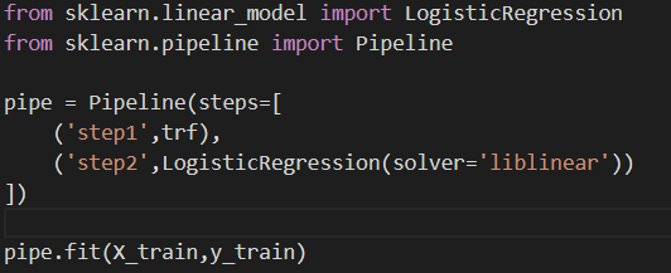 from sklearn.linear_model import LogisticRegression
from sklearn.pipeline import Pipeline
pipe = Pipeline(steps=[
    ('step1',trf),
    ('step2',LogisticRegression(solver='liblinear'))
])
pipe.fit(X_train,y_train)